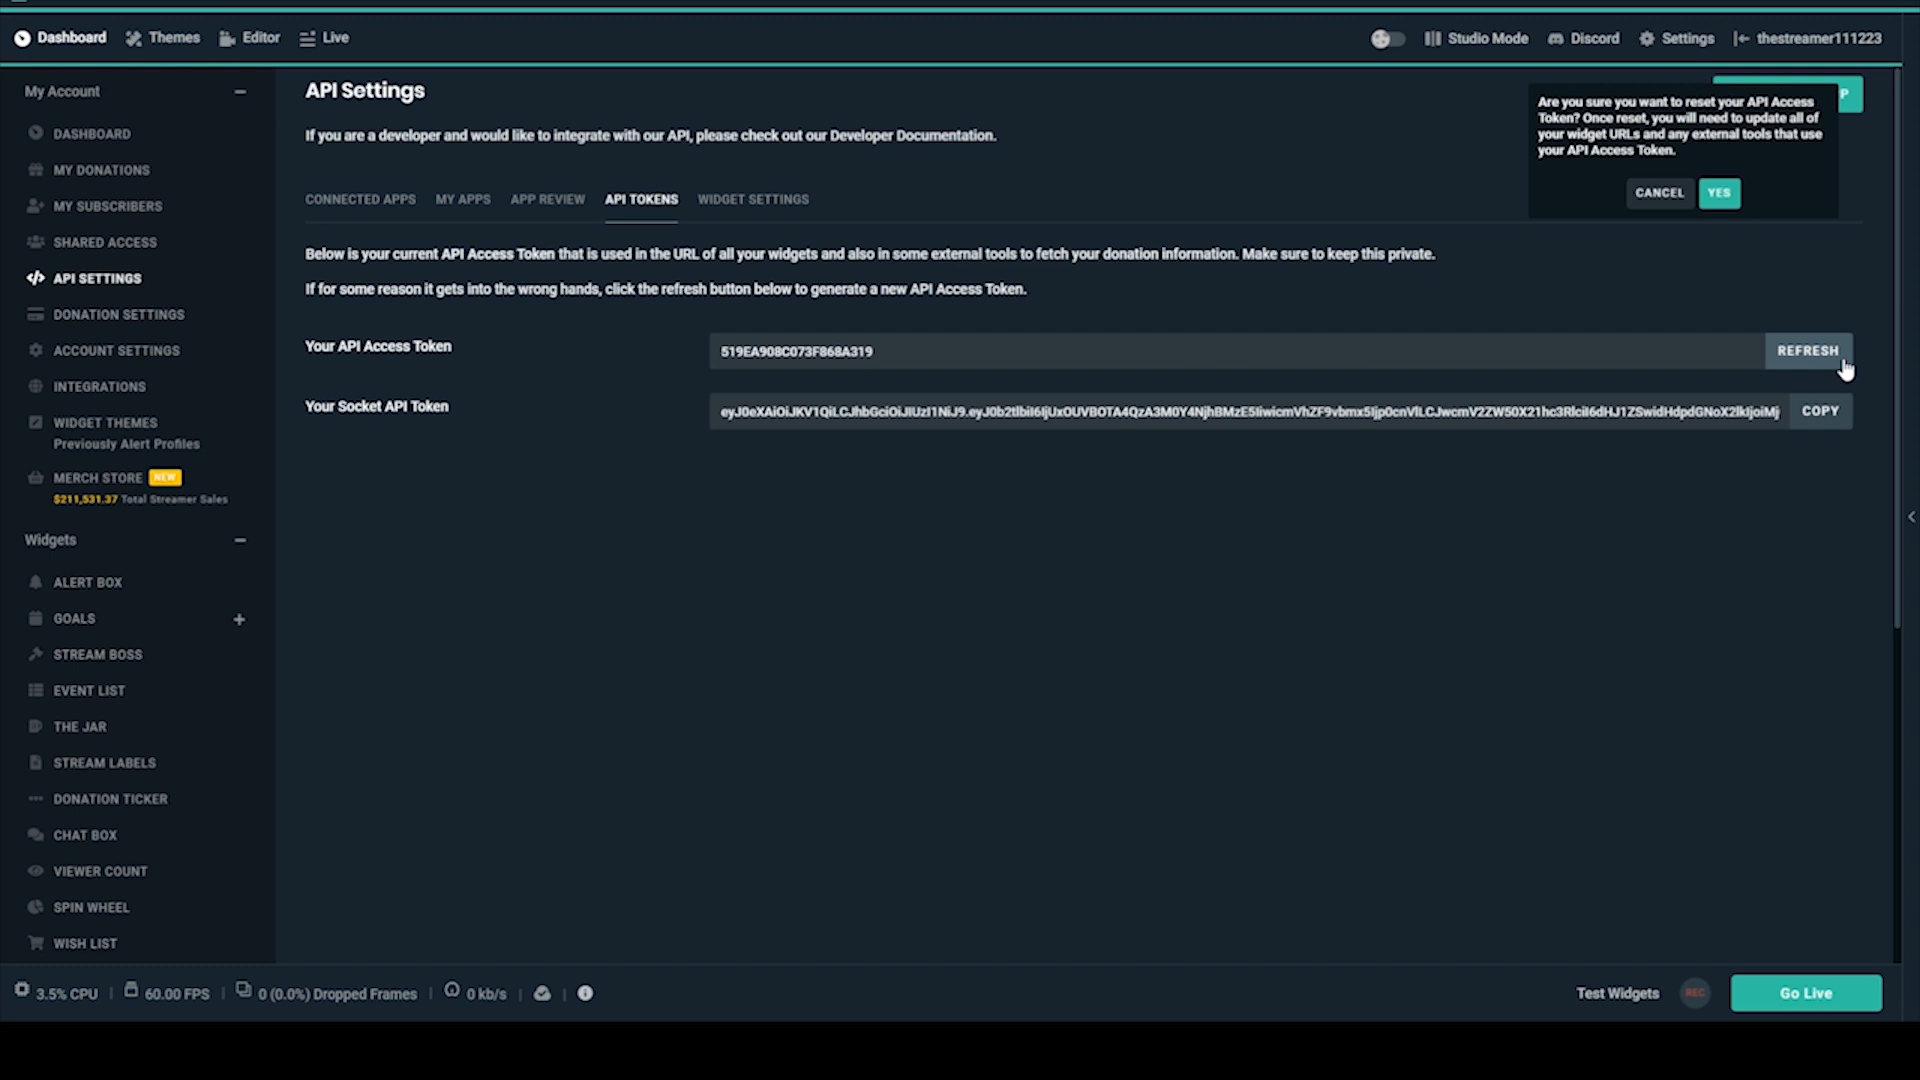 Dashboard Themes Editor Live Studio Mode Discord Settings thestreamer111223
My Account
DASHBOARD
MY DONATIONS
MY SUBSCRIBERS
SHARED ACCESS
API SETTINGS
DONATION SETTINGS
ACCOUNT SETTINGS
INTEGRATIONS
WIDGET THEMES
Previously Alert Profiles
MERCH STORE NEW
$211,531.37 Total Streamer Sales
Widgets
ALERT BOX
GOALS
STREAM BOSS
EVENT LIST
THE JAR
STREAM LABELS
DONATION TICKER
CHAT BOX
VIEWER COUNT
SPIN WHEEL
WISH LIST
API Settings
If you are a developer and would like to integrate with our API, please check out our Developer Documentation.
P
Are you sure you want to reset your API Access
Token? Once reset, you will need to update all of
your widget URLs and any external tools that use
your API Access Token.
CANCEL YES
CONNECTED APPS MY APPS APP REVIEW API TOKENS WIDGET SETTINGS
Below is your current API Access Token that is used in the URL of all your widgets and also in some external tools to fetch your donation information. Make sure to keep this private.
If for some reason it gets into the wrong hands, click the refresh button below to generate a new API Access Token.
Your API Access Token 519EA908C073F868A319 REFRESH
Your Socket API Token COPY
3.5% CPU 60.00 FPS 0 (0.0%) Dropped Frames 0 kb/s Test Widgets REC Go Live